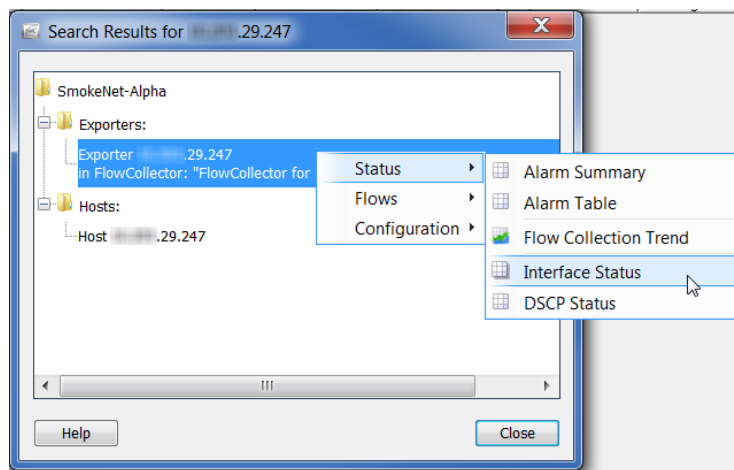 Search Results for .29.247
SmokeNet-Alpha
Exporters:
Exporter .29.247
in FlowCollector: "FlowCollector for
Hosts:
Host .29.247
Status
Flows
Configuration
Alarm Summary
Alarm Table
Flow Collection Trend
Interface Status
DSCP Status
Help
Close